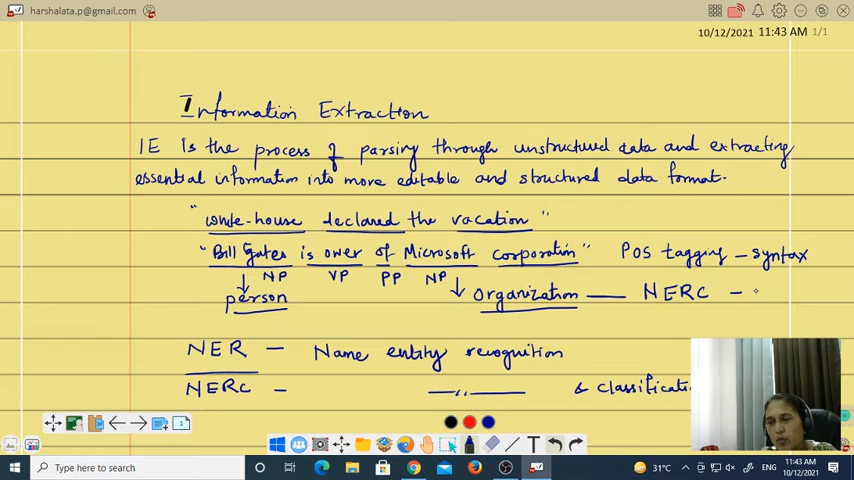 harshalata.p@gmail.com
10/12/2021 11:43 AM 1/1
Information Extraction
IE is the process of parsing through unstructured data and extracting
essential information into more editable and structured data format.
"White-house declared the vacation"
"Bill Gates is ower of Microsoft corporation" POS tagging - syntax
NP VP PP NP
person Organization NERC -
NER - Name entity recognition
NERC - —〃— & classificati
1
Type here to search
31°C ENG 11:43 AM 10/12/2021